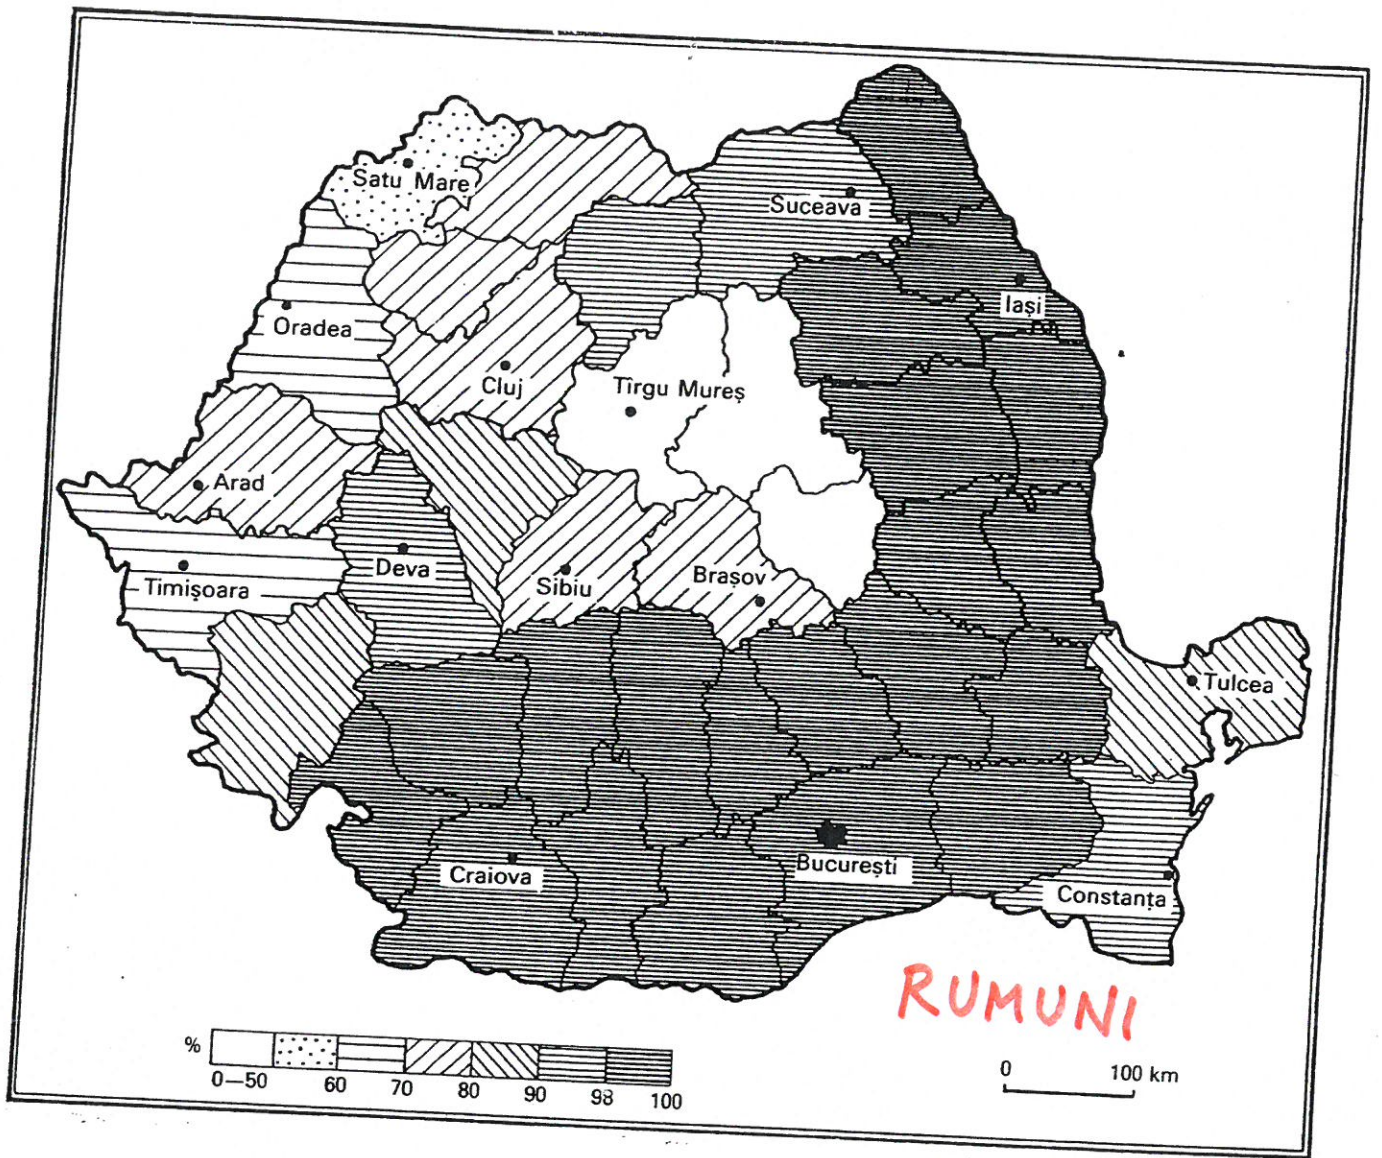 Satu Mare
Suceava
Iași
Oradea
Cluj
Tîrgu Mureș
Arad
Deva
Timișoara
Sibiu
Brașov
Tulcea
Craiova
București
Constanța
RUMUNI
%
0—50 60 70 80 90 98 100
0 100 km